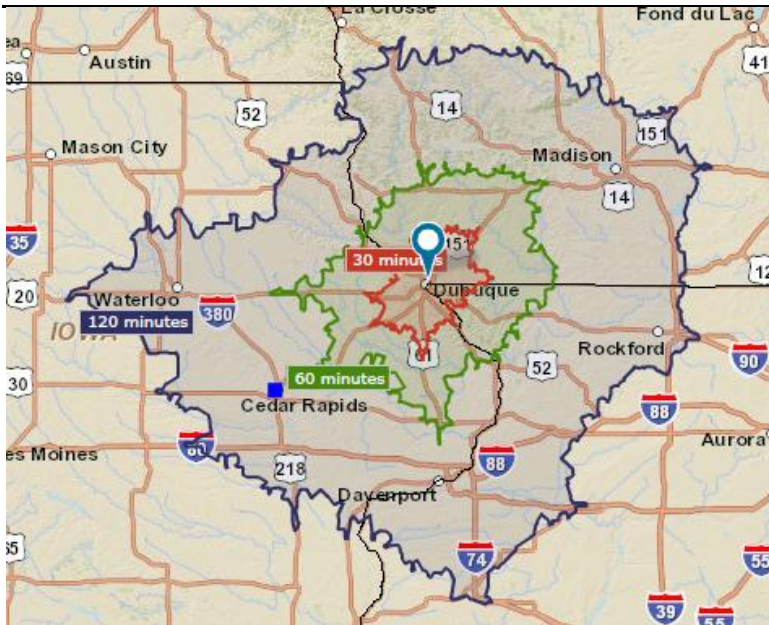 La Crosse
Fond du Lac
Austin
69
41
52
14
151
Mason City
Madison
14
35
30 minutes
151
12
20
Waterloo
Dubuque
120 minutes
380
IOWA
61
Rockford
52
90
60 minutes
30
Cedar Rapids
88
80
Aurora
es Moines
218
88
Davenport
65
74
55
39
55